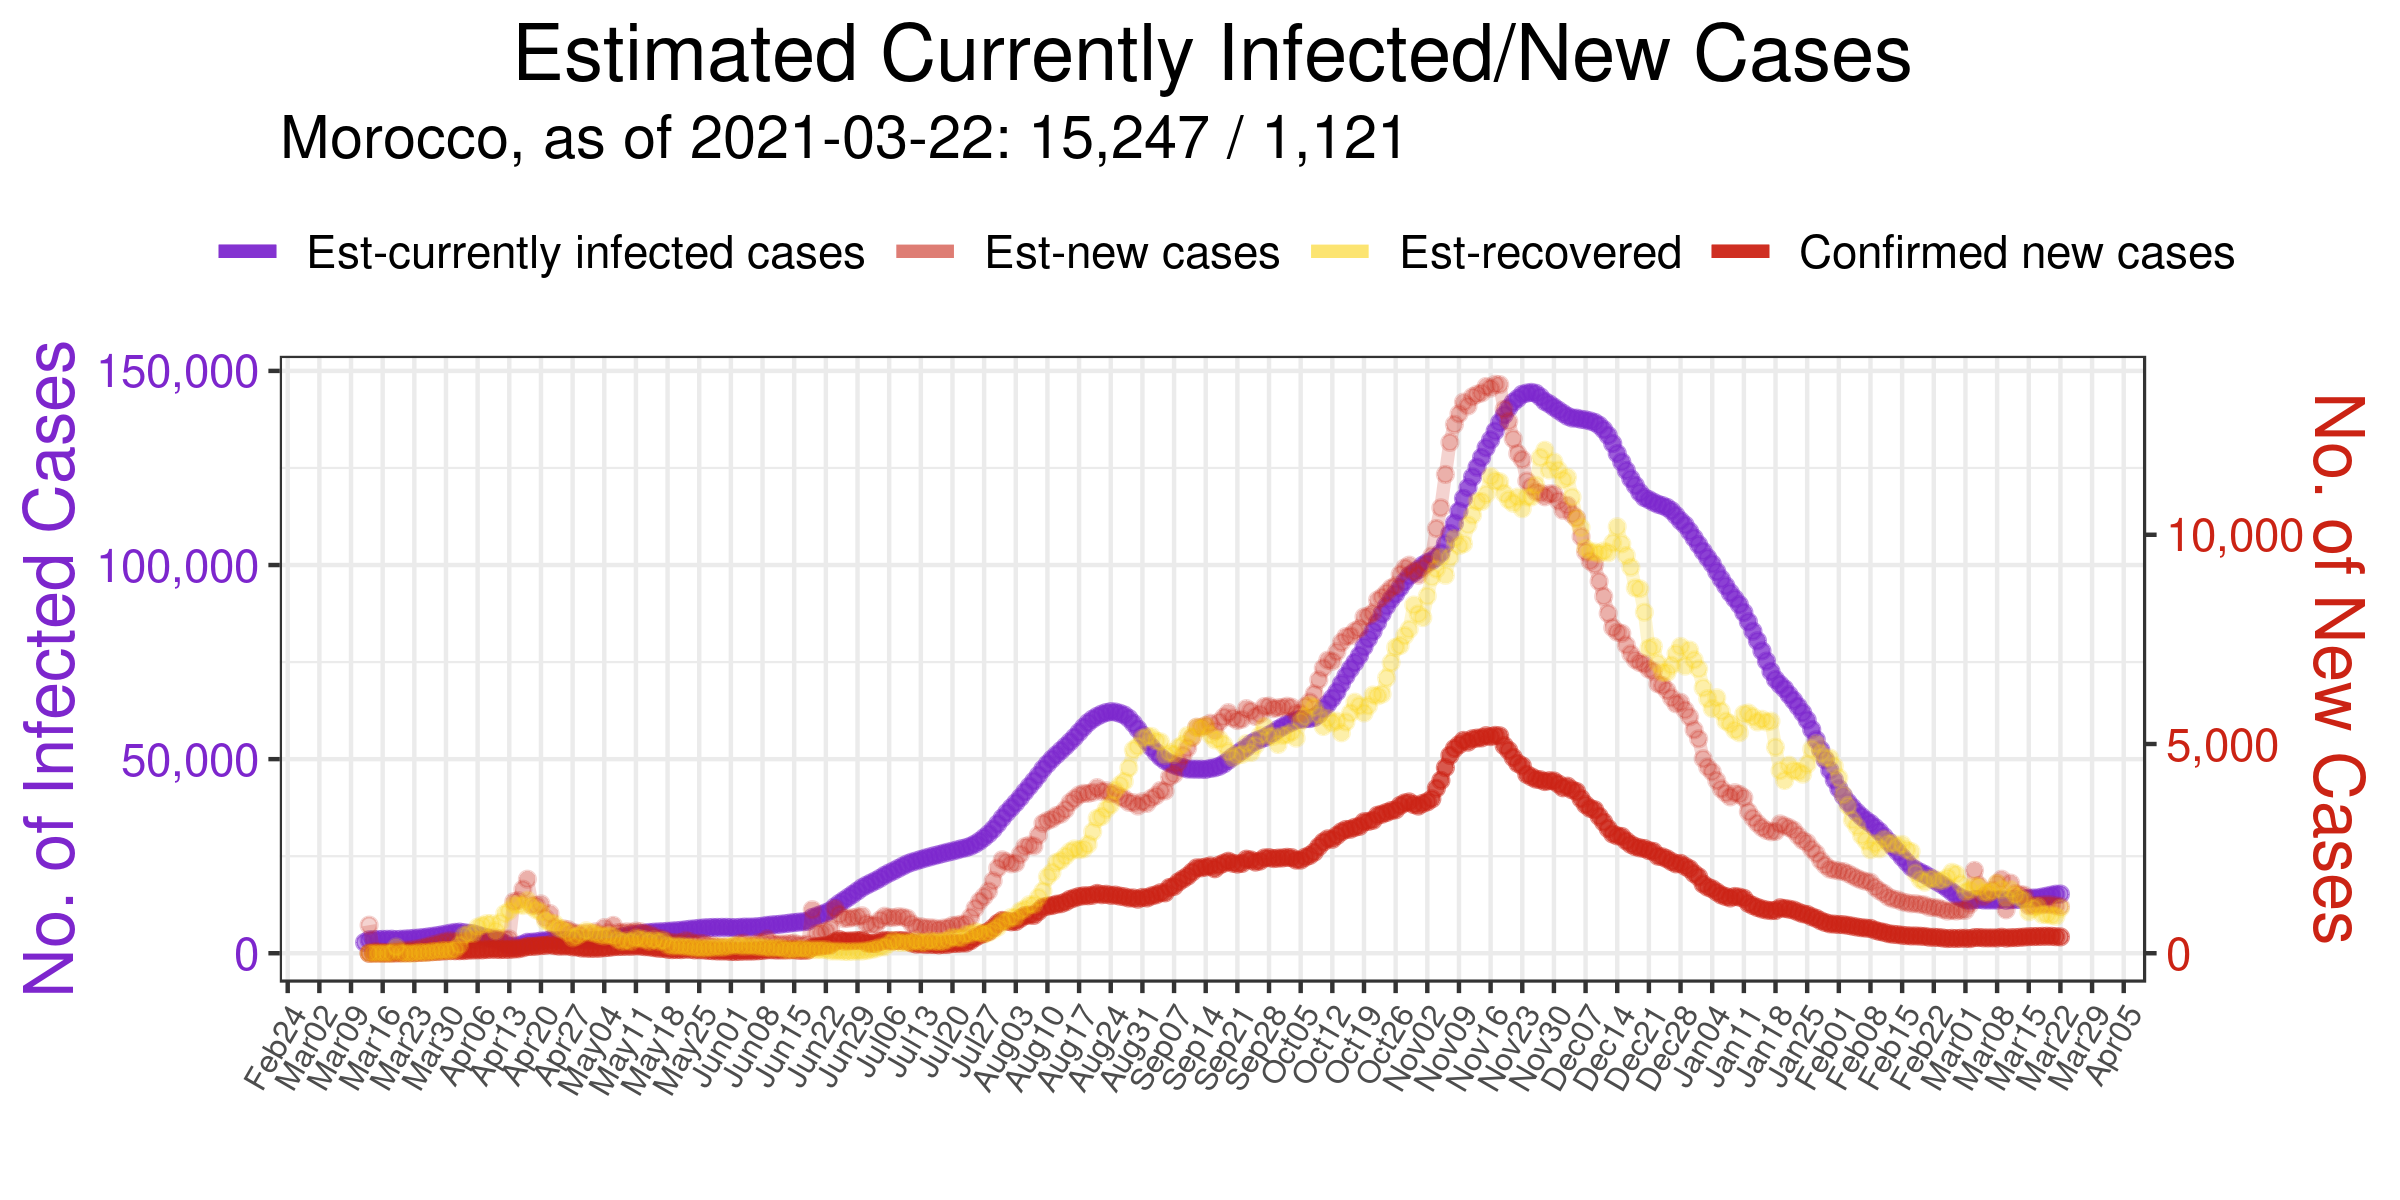 Estimated Currently Infected/New Cases
Morocco, as of 2021-03-22: 15,247 / 1,121
Est-currently infected cases
Est-new cases
Est-recovered
Confirmed new cases
No. of Infected Cases
150,000
100,000
50,000
0
No. of New Cases
10,000
5,000
0
Feb24
Mar02
Mar09
Mar16
Mar23
Mar30
Apr06
Apr13
Apr20
Apr27
May04
May11
May18
May25
Jun01
Jun08
Jun15
Jun22
Jun29
Jul06
Jul13
Jul20
Jul27
Aug03
Aug10
Aug17
Aug24
Aug31
Sep07
Sep14
Sep21
Sep28
Oct05
Oct12
Oct19
Oct26
Nov02
Nov09
Nov16
Nov23
Nov30
Dec07
Dec14
Dec21
Dec28
Jan04
Jan11
Jan18
Jan25
Feb01
Feb08
Feb15
Feb22
Mar01
Mar08
Mar15
Mar22
Mar29
Apr05